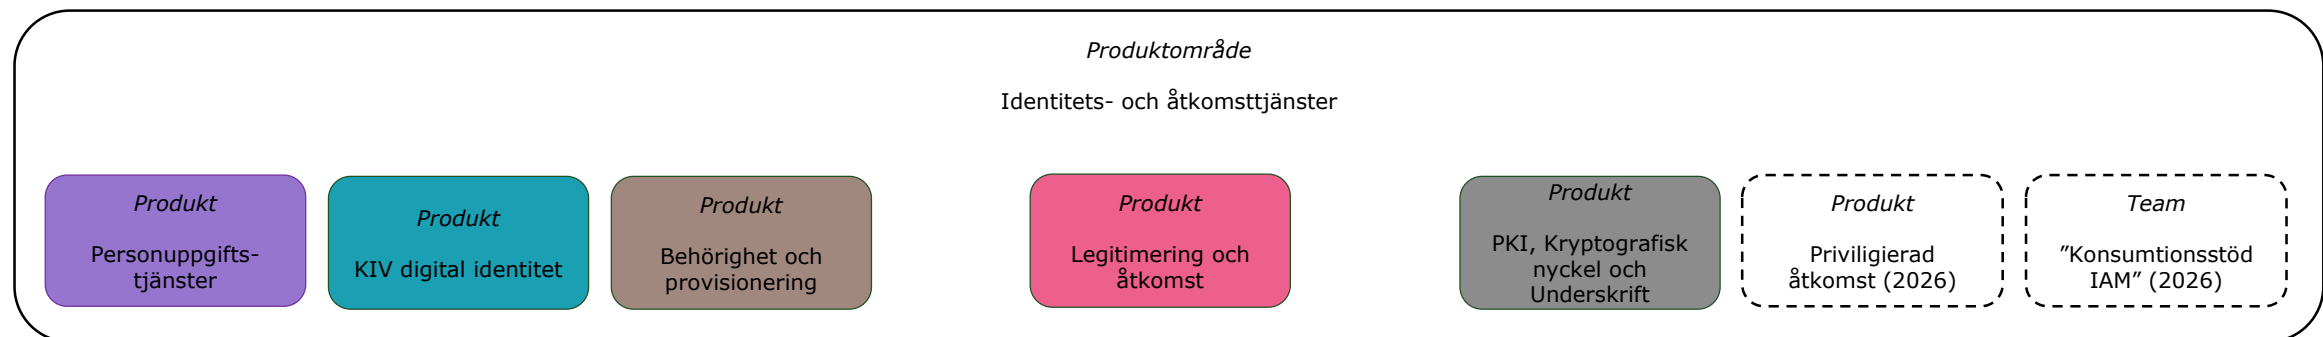 Produktområde
Identitets- och åtkomsttjänster
Produkt
Personuppgifts-
tjänster
Produkt
KIV digital identitet
Produkt
Behörighet och
provisionering
Produkt
Legitimering och
åtkomst
Produkt
PKI, Kryptografisk
nyckel och
Underskrift
Produkt
Priviligierad
åtkomst (2026)
Team
”Konsumtionsstöd
IAM” (2026)